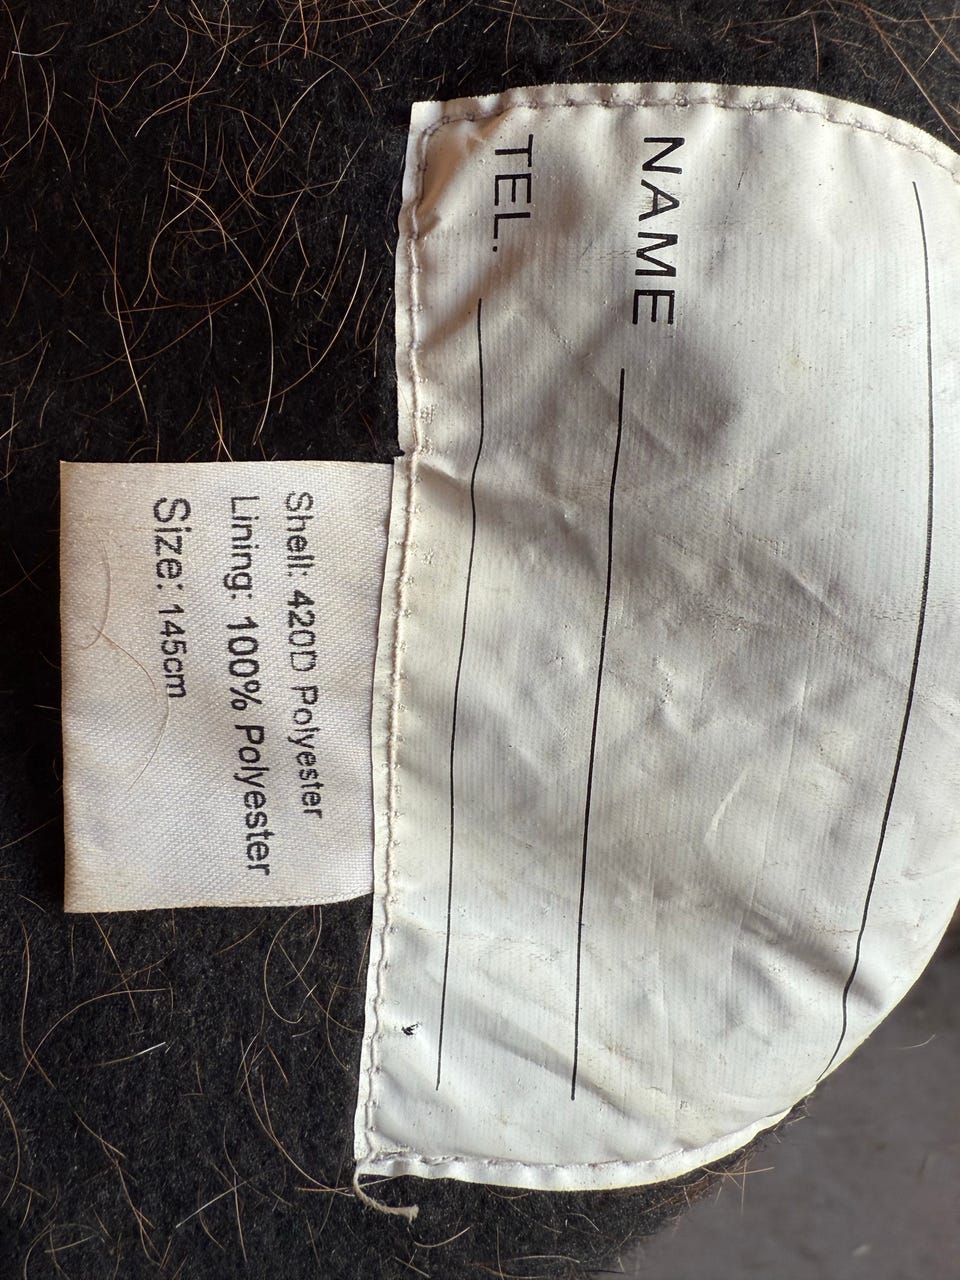 NAME
TEL.
Shell: 420D Polyester
Lining: 100% Polyester
Size: 145cm